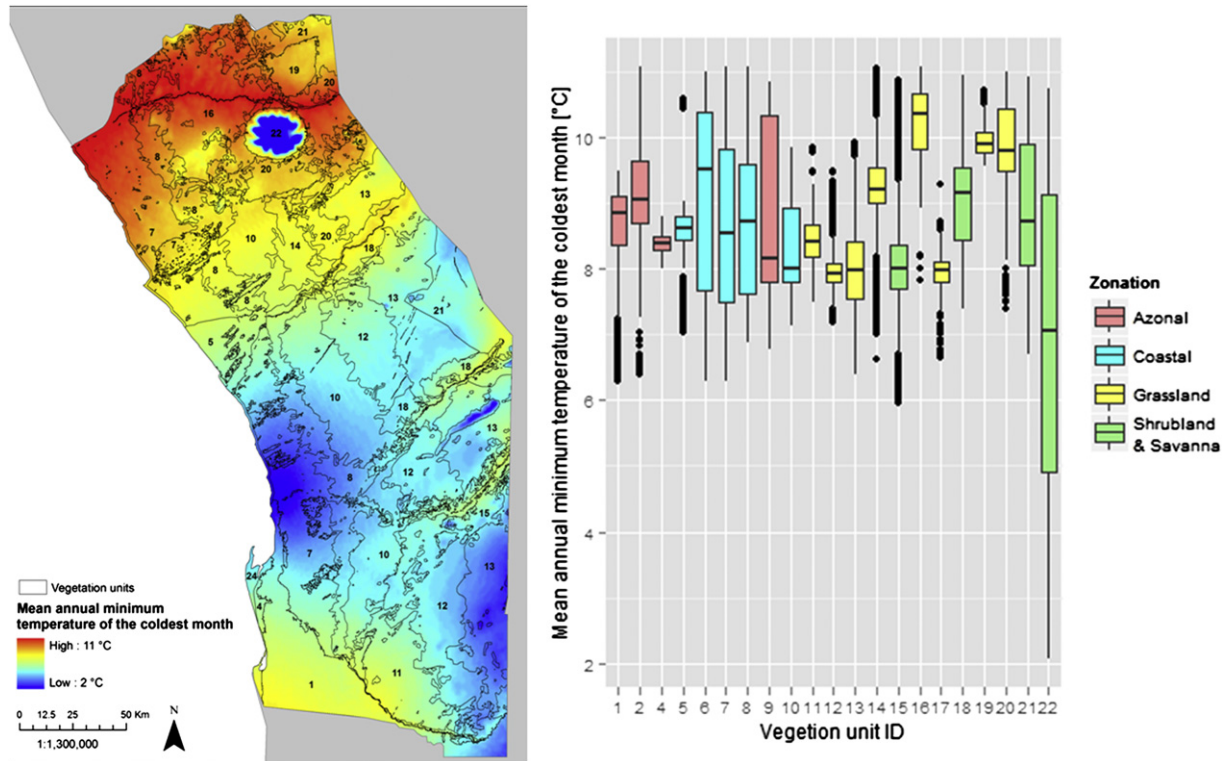 21
8
19
20
16
22
8
20
13
8
7
7
10
14
20
18
8
13
8
21
5
12
18
10
18
13
8
12
15
7
10
13
24
4
12
1
11
Vegetation units
Mean annual minimum
temperature of the coldest month
High : 11 °C
Low : 2 °C
0 12.5 25 50 Km
1:1,300,000
N
Mean annual minimum temperature of the coldest month [°C]
10
8
6
4
2
1 2 4 5 6 7 8 9 10 11 12 13 14 15 16 17 18 19 20 21 22
Vegetion unit ID
Zonation
Azonal
Coastal
Grassland
Shrubland
& Savanna